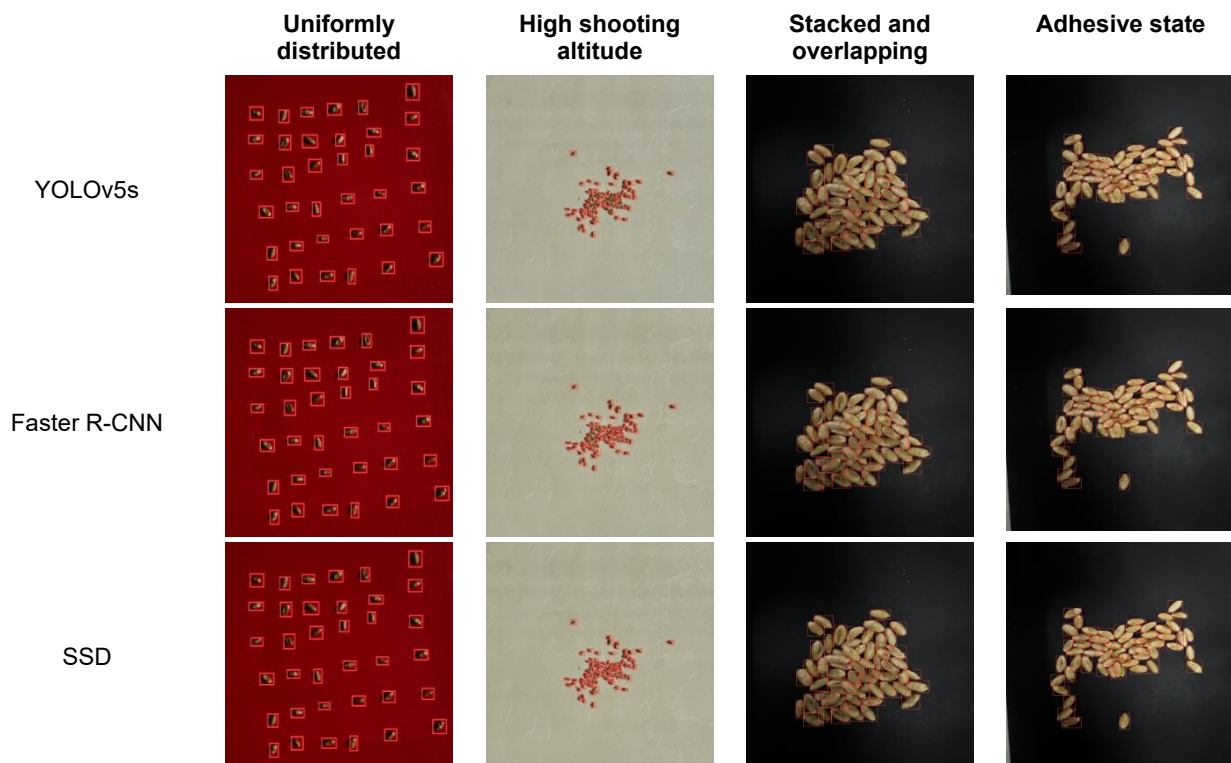 Uniformly
distributed
High shooting
altitude
Stacked and
overlapping
Adhesive state
YOLOv5s
Faster R-CNN
SSD